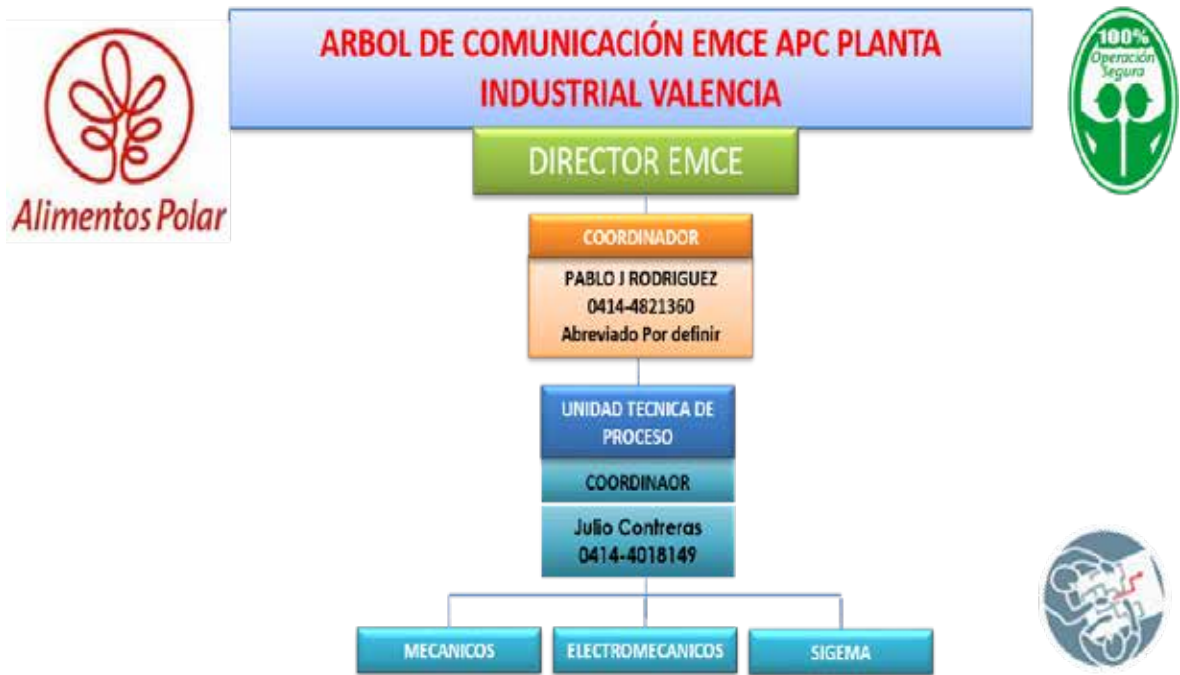 ARBOL DE COMUNICACIÓN EMCE APC PLANTA
INDUSTRIAL VALENCIA
100%
Operación
Segura
Alimentos Polar
DIRECTOR EMCE
COORDINADOR
PABLO J RODRIGUEZ
0414-4821360
Abreviado Por definir
UNIDAD TECNICA DE
PROCESO
COORDINAOR
Julio Contreras
0414-4018149
MECANICOS
ELECTROMECANICOS
SIGEMA